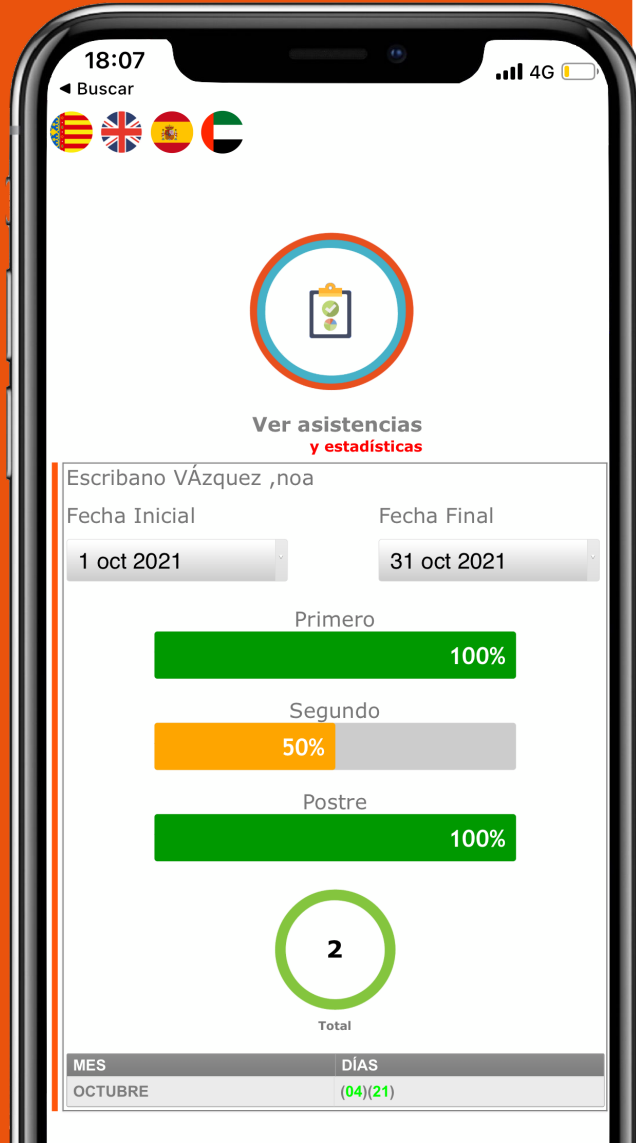 18:07
4G
◀ Buscar
Ver asistencias
y estadísticas
Escribano VÁzquez ,noa
Fecha Inicial
Fecha Final
1 oct 2021
31 oct 2021
Primero
100%
Segundo
50%
Postre
100%
2
Total
MES DÍAS
OCTUBRE (04)(21)